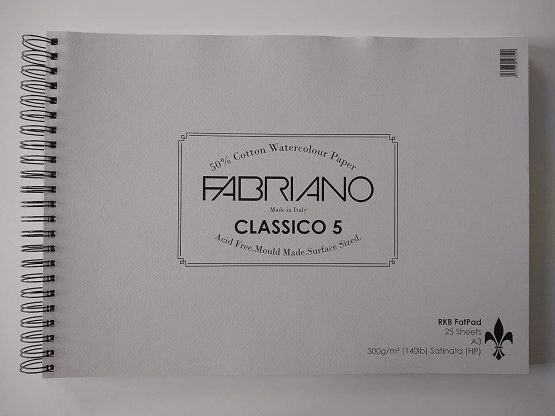 50% Cotton Watercolour Paper
FABRIANO
Made in Italy
CLASSICO 5
Acid Free.Mould Made.Surface Sized.
RKB FatPad
25 Sheets
A3
300g/m² (140lb) Satinata (HP)